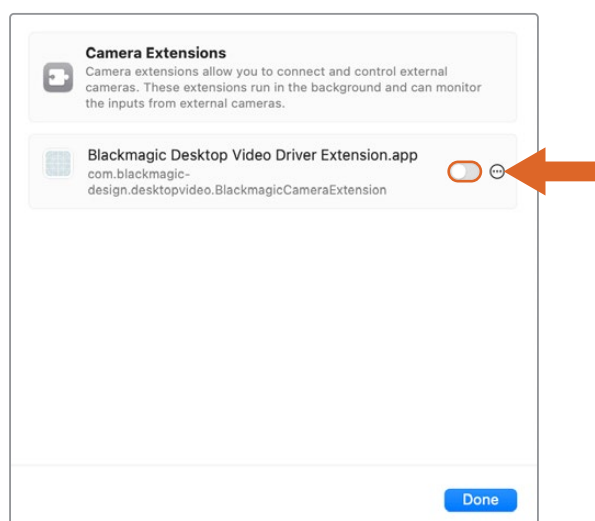 Camera Extensions
Camera extensions allow you to connect and control external
cameras. These extensions run in the background and can monitor
the inputs from external cameras.
Blackmagic Desktop Video Driver Extension.app
com.blackmagic-
design.desktopvideo.BlackmagicCameraExtension
Done